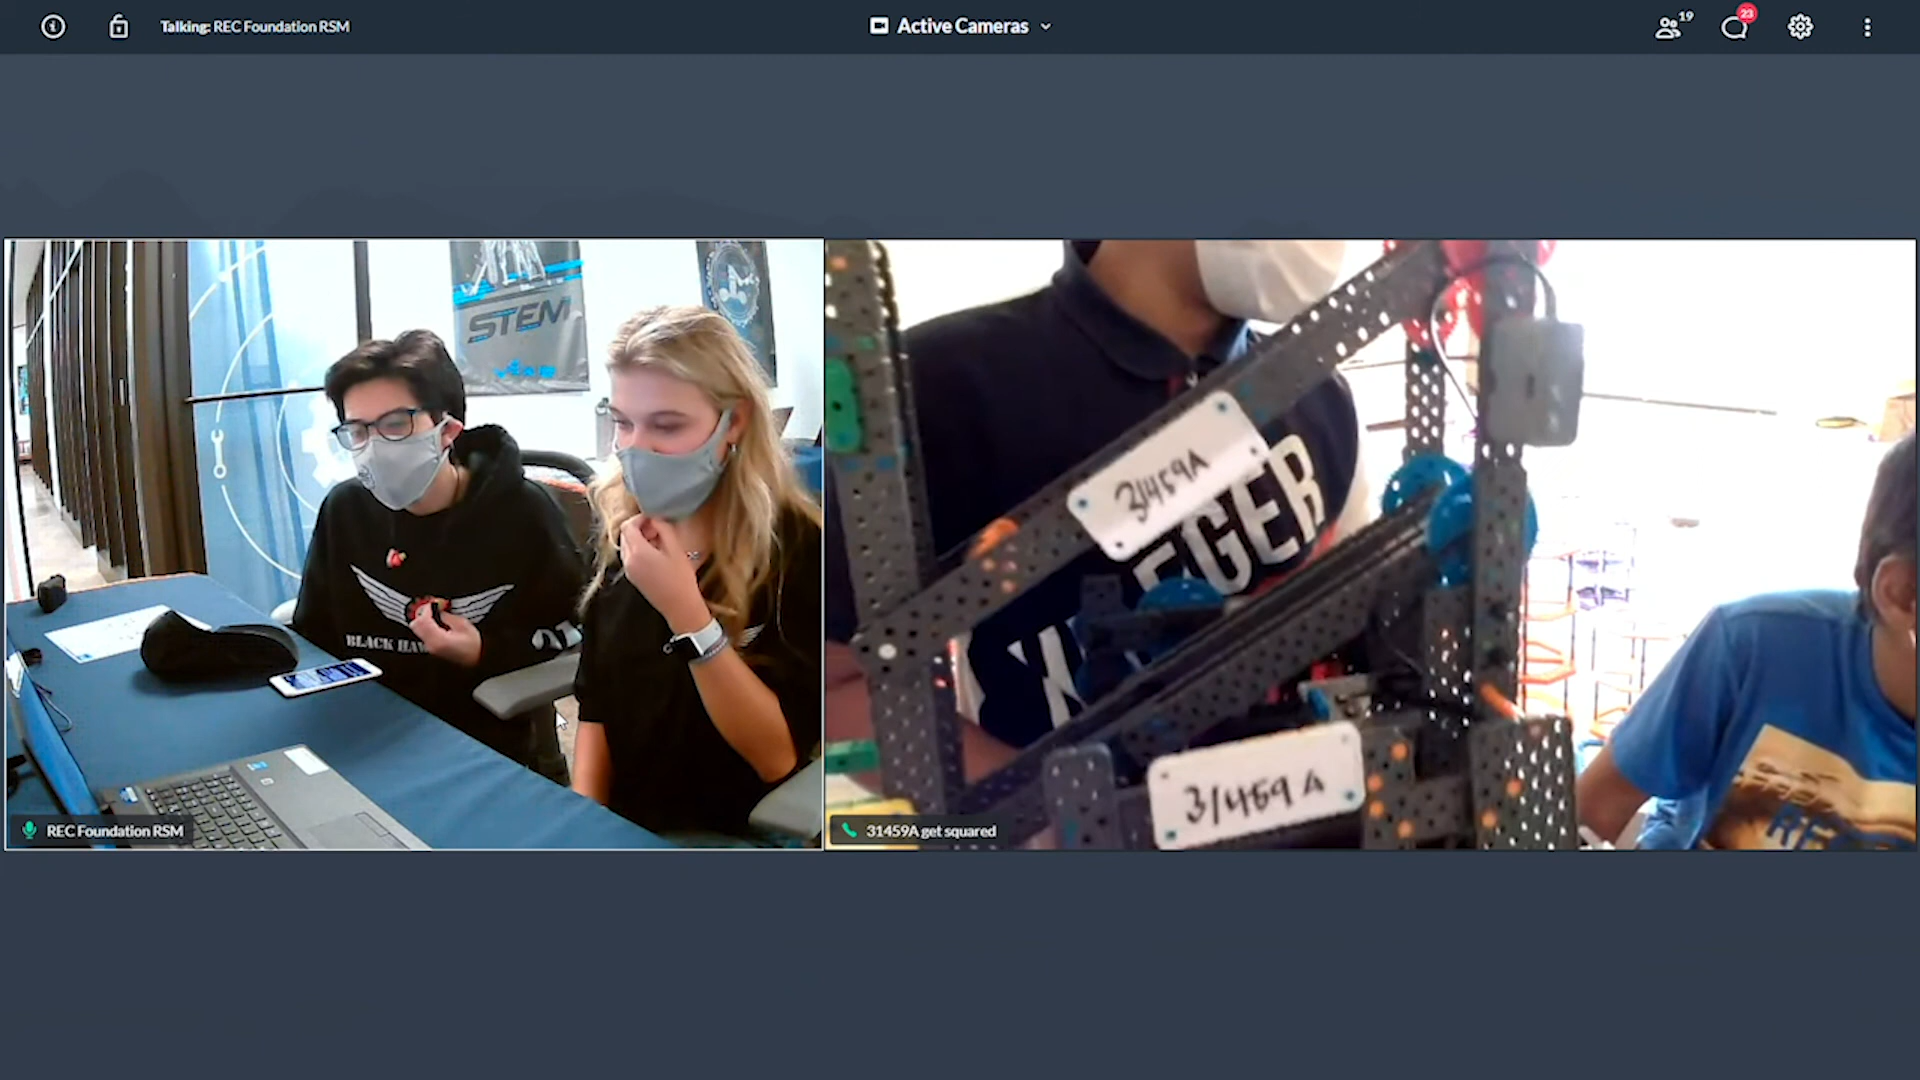 Talking: REC Foundation RSM
Active Cameras
19
23
STEM
BLACK HAW
REC Foundation RSM
31459A
EGER
31459A
31459A get squared